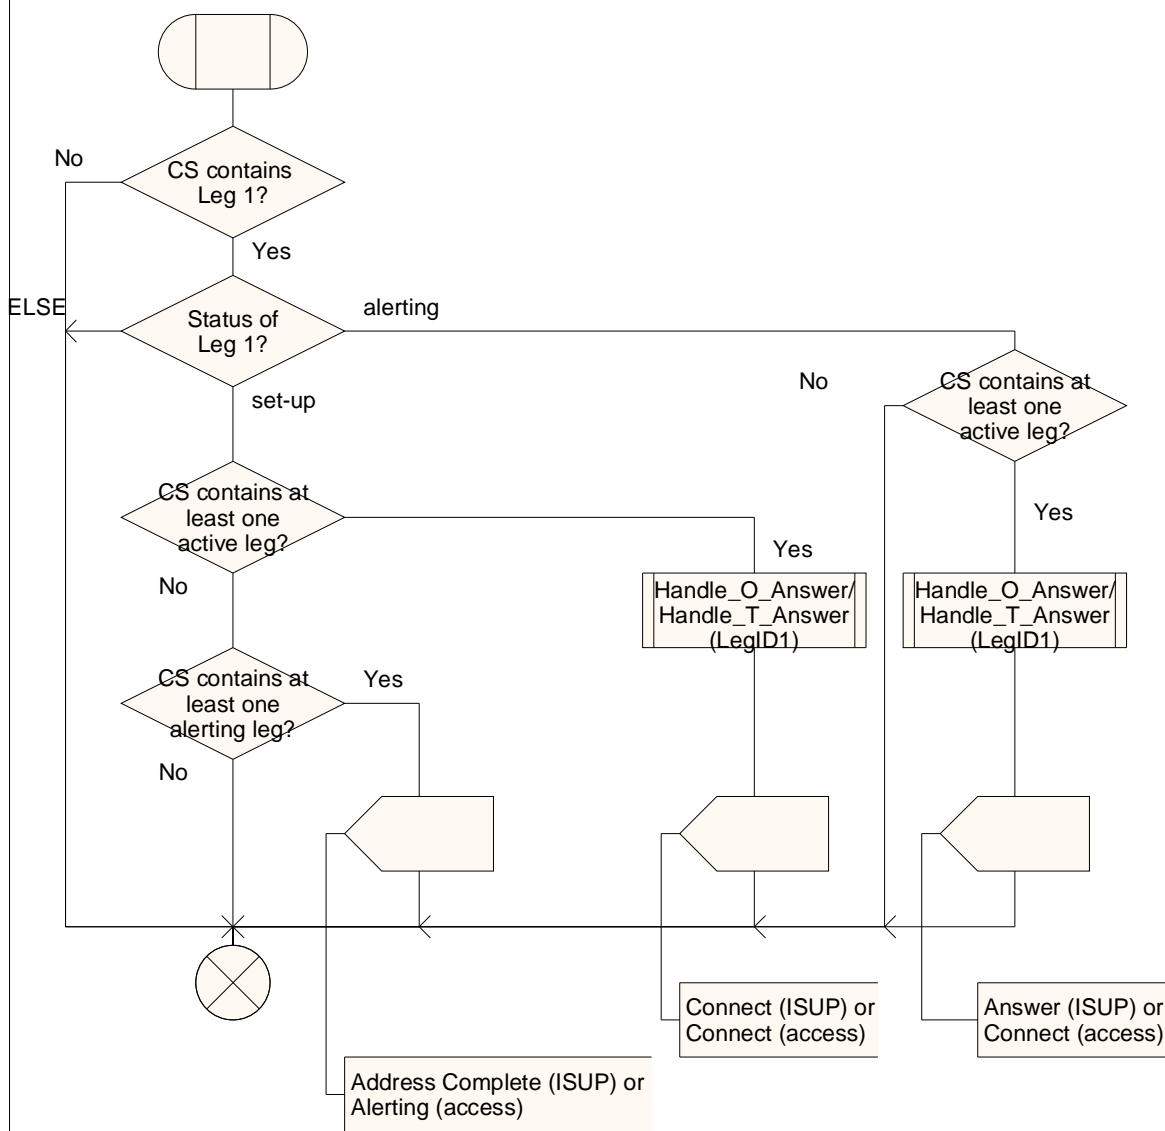 No
CS contains
Leg 1?
Yes
ELSE
Status of
Leg 1?
alerting
set-up
No
CS contains at
least one
active leg?
CS contains at
least one
active leg?
Yes
Yes
No
Handle_O_Answer/
Handle_T_Answer
(LegID1)
Handle_O_Answer/
Handle_T_Answer
(LegID1)
CS contains at
least one
alerting leg?
Yes
No
Connect (ISUP) or
Connect (access)
Answer (ISUP) or
Connect (access)
Address Complete (ISUP) or
Alerting (access)